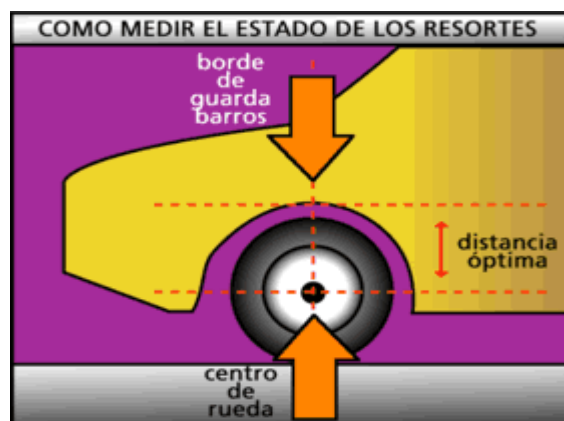 COMO MEDIR EL ESTADO DE LOS RESORTES
borde
de
guarda
barros
distancia
óptima
centro
de
rueda